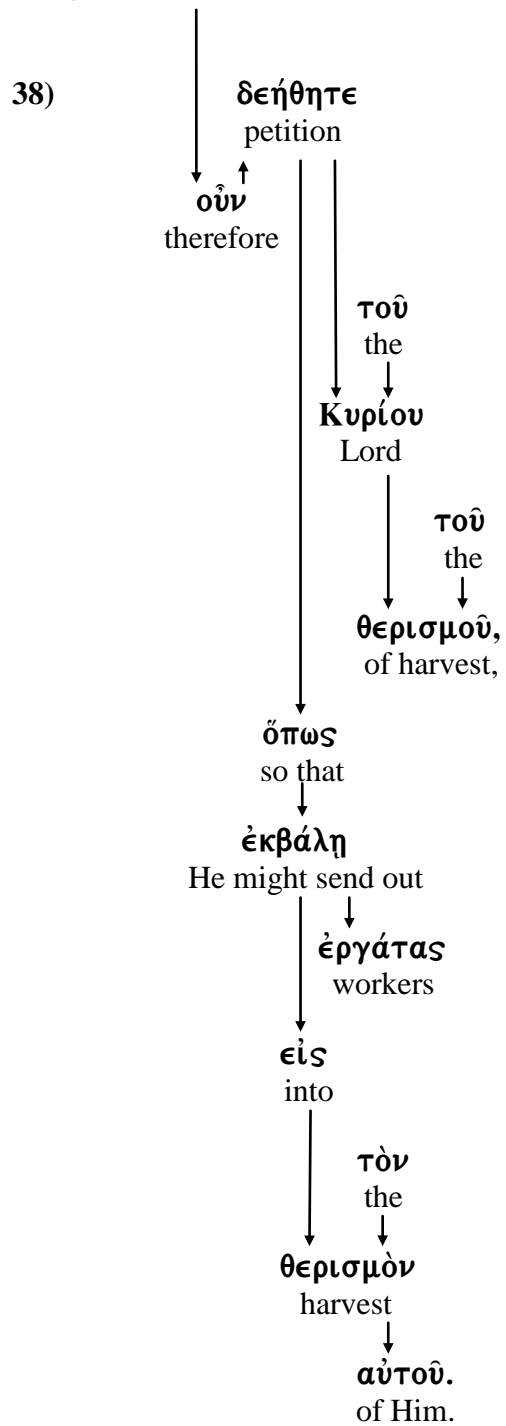 38) δεήθητε
petition
οὖν
therefore
τοῦ
the
Κυρίου
Lord
τοῦ
the
θερισμοῦ,
of harvest,
ὅπως
so that
ἐκβάλῃ
He might send out
ἐργάτας
workers
εἰς
into
τὸν
the
θερισμὸν
harvest
αὐτοῦ.
of Him.